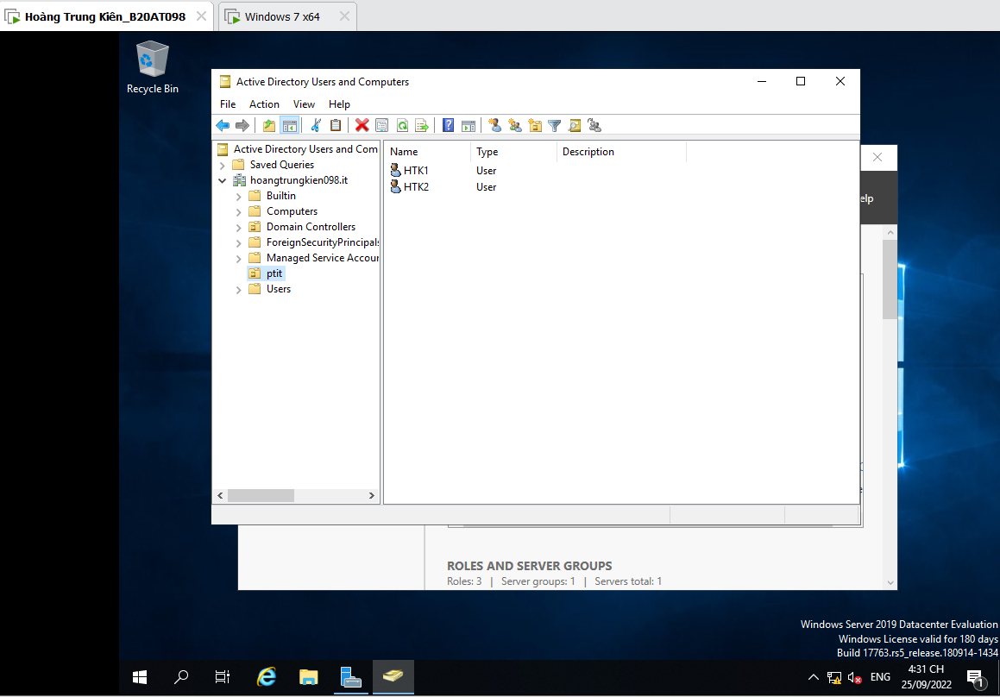 Hoàng Trung Kiên_B20AT098
Windows 7 x64
Recycle Bin
Active Directory Users and Computers
File Action View Help
Active Directory Users and Com
Saved Queries
hoangtrungkien098.it
Builtin
Computers
Domain Controllers
ForeignSecurityPrincipals
Managed Service Accour
ptit
Users
Name Type Description
HTK1 User
HTK2 User
elp
ROLES AND SERVER GROUPS
Roles: 3 | Server groups: 1 | Servers total: 1
Windows Server 2019 Datacenter Evaluation
Windows License valid for 180 days
Build 17763.rs5_release.180914-1434
ENG
4:31 CH
25/09/2022
1